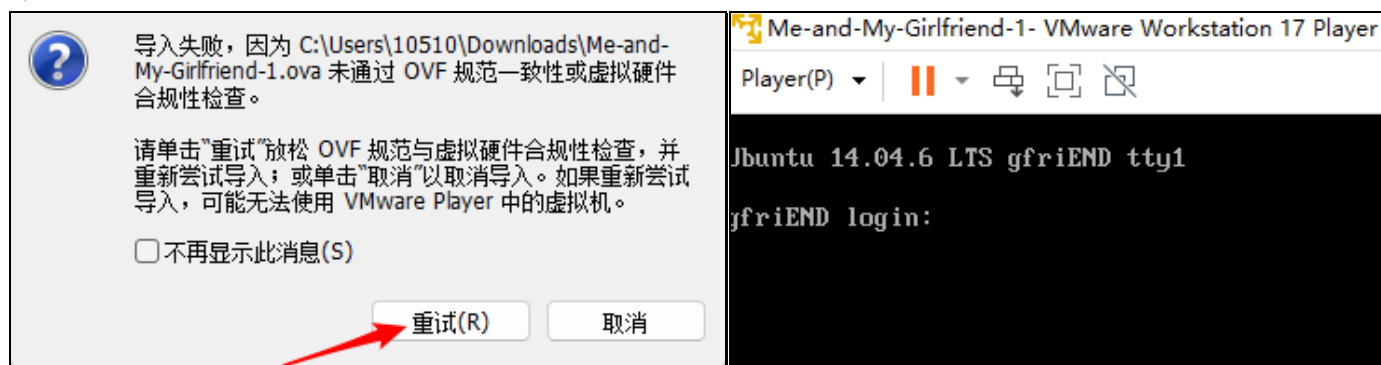 导入失败，因为 C:\Users\10510\Downloads\Me-and-
My-Girlfriend-1.ova 未通过 OVF 规范一致性或虚拟硬件
合规性检查。
请单击"重试"放松 OVF 规范与虚拟硬件合规性检查，并
重新尝试导入；或单击"取消"以取消导入。如果重新尝试
导入，可能无法使用 VMware Player 中的虚拟机。
不再显示此消息(S)
重试(R)
取消
Me-and-My-Girlfriend-1- VMware Workstation 17 Player
Player(P)
Ubuntu 14.04.6 LTS gfriEND tty1
gfriEND login: